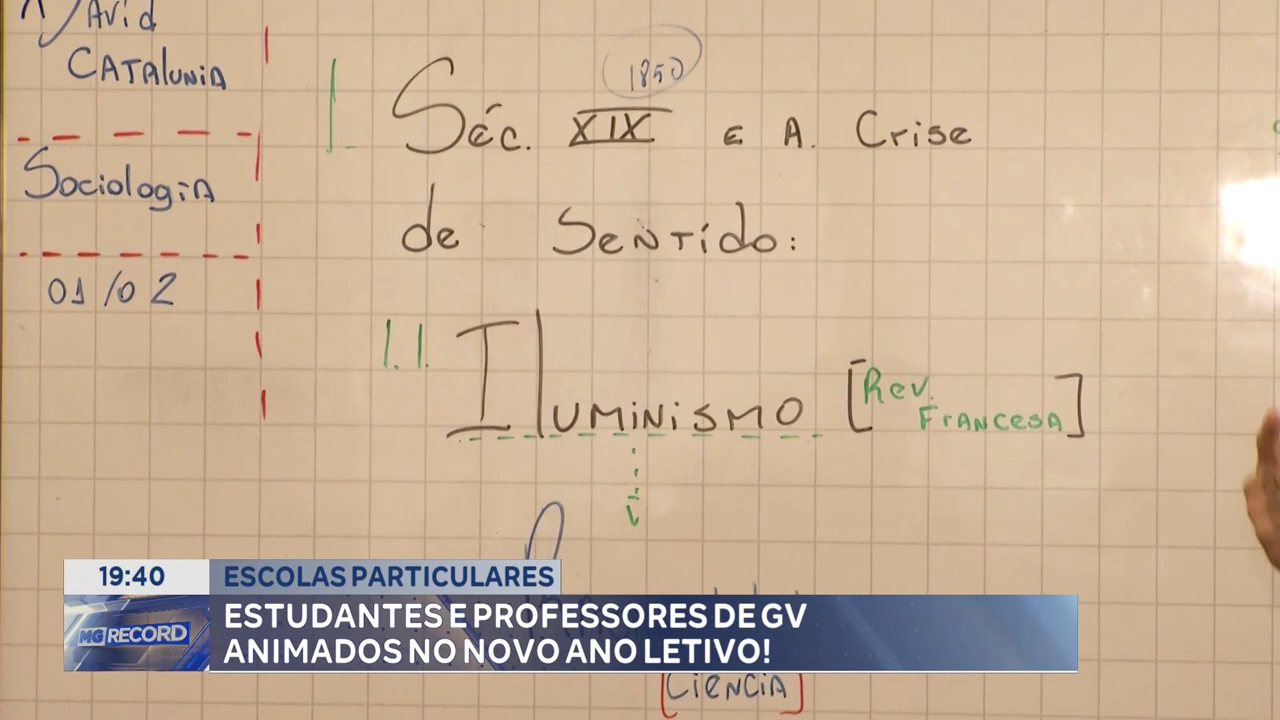 David
CATALUNIA
Sociologia
01/02
1850
1. Séc. XIX E A. Crise
de Sentido:
1.1. Iluminismo [Rev.
Francesa]
19:40
ESCOLAS PARTICULARES
MG RECORD
ESTUDANTES E PROFESSORES DE GV
ANIMADOS NO NOVO ANO LETIVO!
[Ciência]